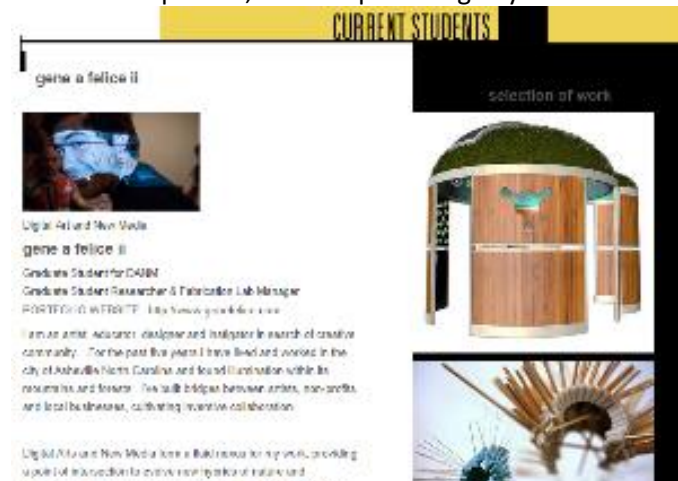 CURRENT STUDENTS
gene a felice ii
selection of work
Digital Art and New Media
gene a felice ii
Graduate Student for DANM
Graduate Student Researcher & Fabrication Lab Manager
PORTFOLIO WEBSITE
I am an artist, educator, designer and instigator in search of creative
community. For the past five years I have lived and worked in the
city of Asheville North Carolina and found illumination within its
mountains and forests. I've built bridges between artists, non-profits
and local businesses, cultivating inventive collaboration.
Digital Arts and New Media form a fluid nexus for my work, providing
a point of intersection to evolve new hybrids of nature and